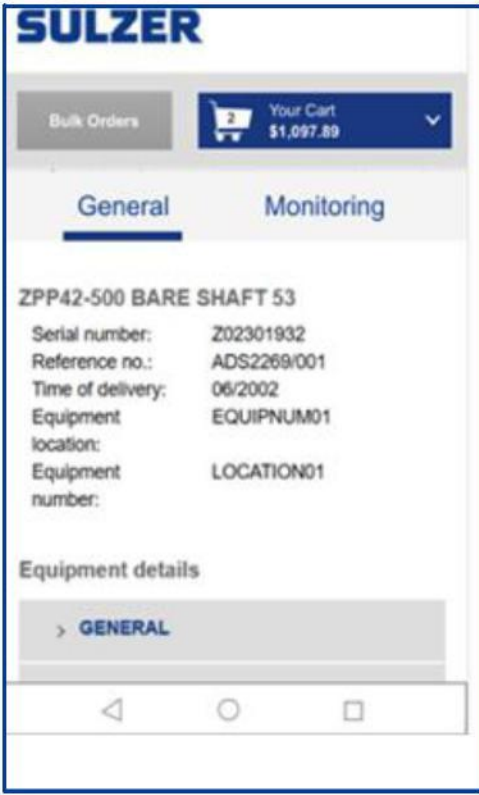 SULZER
Bulk Orders
2
Your Cart
$1,097.89
General Monitoring
ZPP42-500 BARE SHAFT 53
Serial number: Z02301932
Reference no.: ADS2269/001
Time of delivery: 06/2002
Equipment EQUIPNUM01
location:
Equipment LOCATION01
number:
Equipment details
> GENERAL